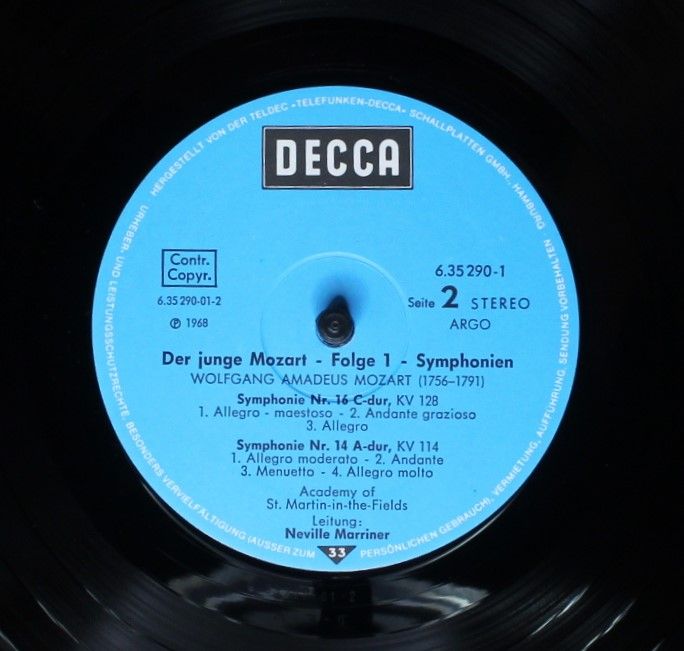 HERGESTELLT VON DER TELDEC »TELEFUNKEN-DECCA« SCHALLPLATTEN GMBH., HAMBURG
DECCA
Contr.
Copyr.
6.35 290-1
6.35 290-01-2
Seite 2 STEREO
℗ 1968
ARGO
Der junge Mozart - Folge 1 - Symphonien
WOLFGANG AMADEUS MOZART (1756-1791)
Symphonie Nr. 16 C-dur, KV 128
1. Allegro - maestoso - 2. Andante grazioso
3. Allegro
Symphonie Nr. 14 A-dur, KV 114
1. Allegro moderato - 2. Andante
3. Menuetto - 4. Allegro molto
Academy of
St. Martin-in-the-Fields
Leitung:
Neville Marriner
33
URHEBER- UND LEISTUNGSSCHUTZRECHTE BESONDERS VERVIELFÄLTIGUNG (AUSSER ZUM PERSÖNLICHEN GEBRAUCH), VERMIETUNG, AUFFÜHRUNG, SENDUNG VORBEHALTEN